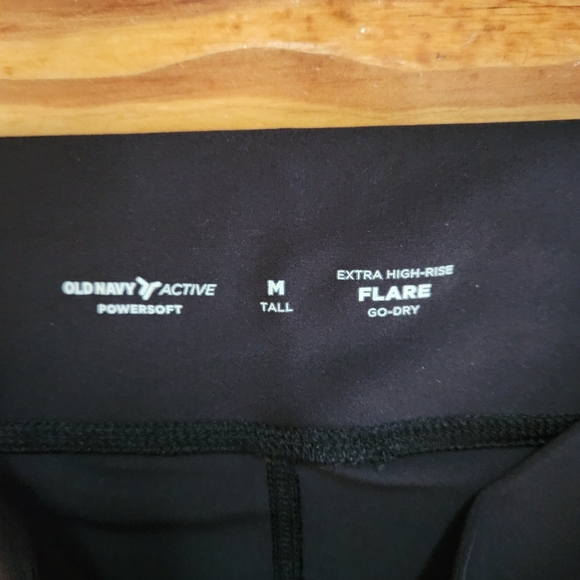 OLD NAVY ACTIVE
POWERSOFT
M
TALL
EXTRA HIGH-RISE
FLARE
GO-DRY